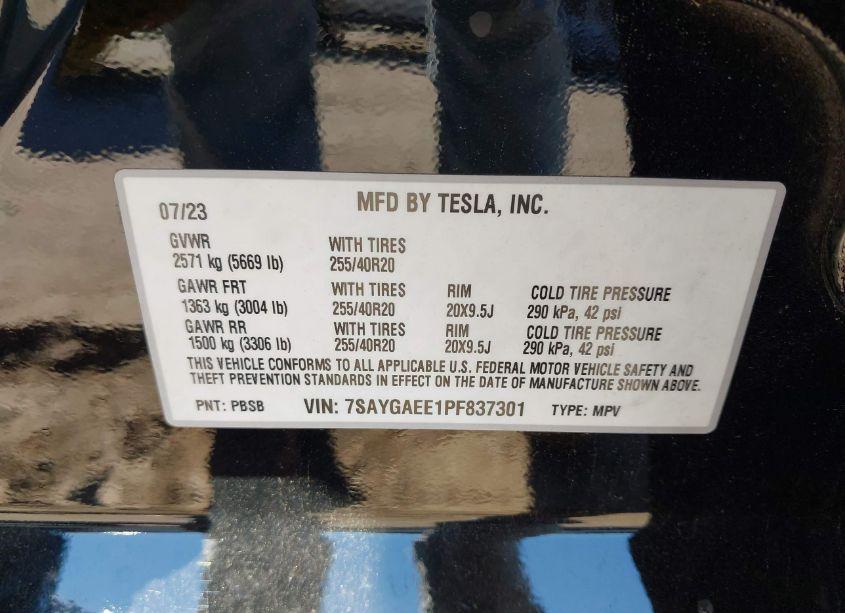 07/23 MFD BY TESLA, INC.
GVWR WITH TIRES
2571 kg (5669 lb) 255/40R20
GAWR FRT WITH TIRES RIM COLD TIRE PRESSURE
1363 kg (3004 lb) 255/40R20 20X9.5J 290 kPa, 42 psi
GAWR RR WITH TIRES RIM COLD TIRE PRESSURE
1500 kg (3306 lb) 255/40R20 20X9.5J 290 kPa, 42 psi
THIS VEHICLE CONFORMS TO ALL APPLICABLE U.S. FEDERAL MOTOR VEHICLE SAFETY AND
THEFT PREVENTION STANDARDS IN EFFECT ON THE DATE OF MANUFACTURE SHOWN ABOVE.
PNT: PBSB VIN: 7SAYGAEE1PF837301 TYPE: MPV